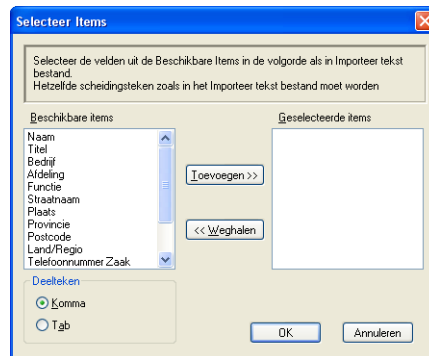 Selecteer Items
Selecteer de velden uit de Beschikbare Items in de volgorde als in Importeer tekst
bestand.
Hetzelfde scheidingsteken zoals in het Importeer tekst bestand moet worden
Beschikbare items
Geselecteerde items
Naam
Titel
Bedrijf
Afdeling
Functie
Straatnaam
Plaats
Provincie
Postcode
Land/Regio
Telefoonnummer Zaak
Toevoegen >>
<< Weghalen
Deelteken
Komma
Tab
OK
Annuleren